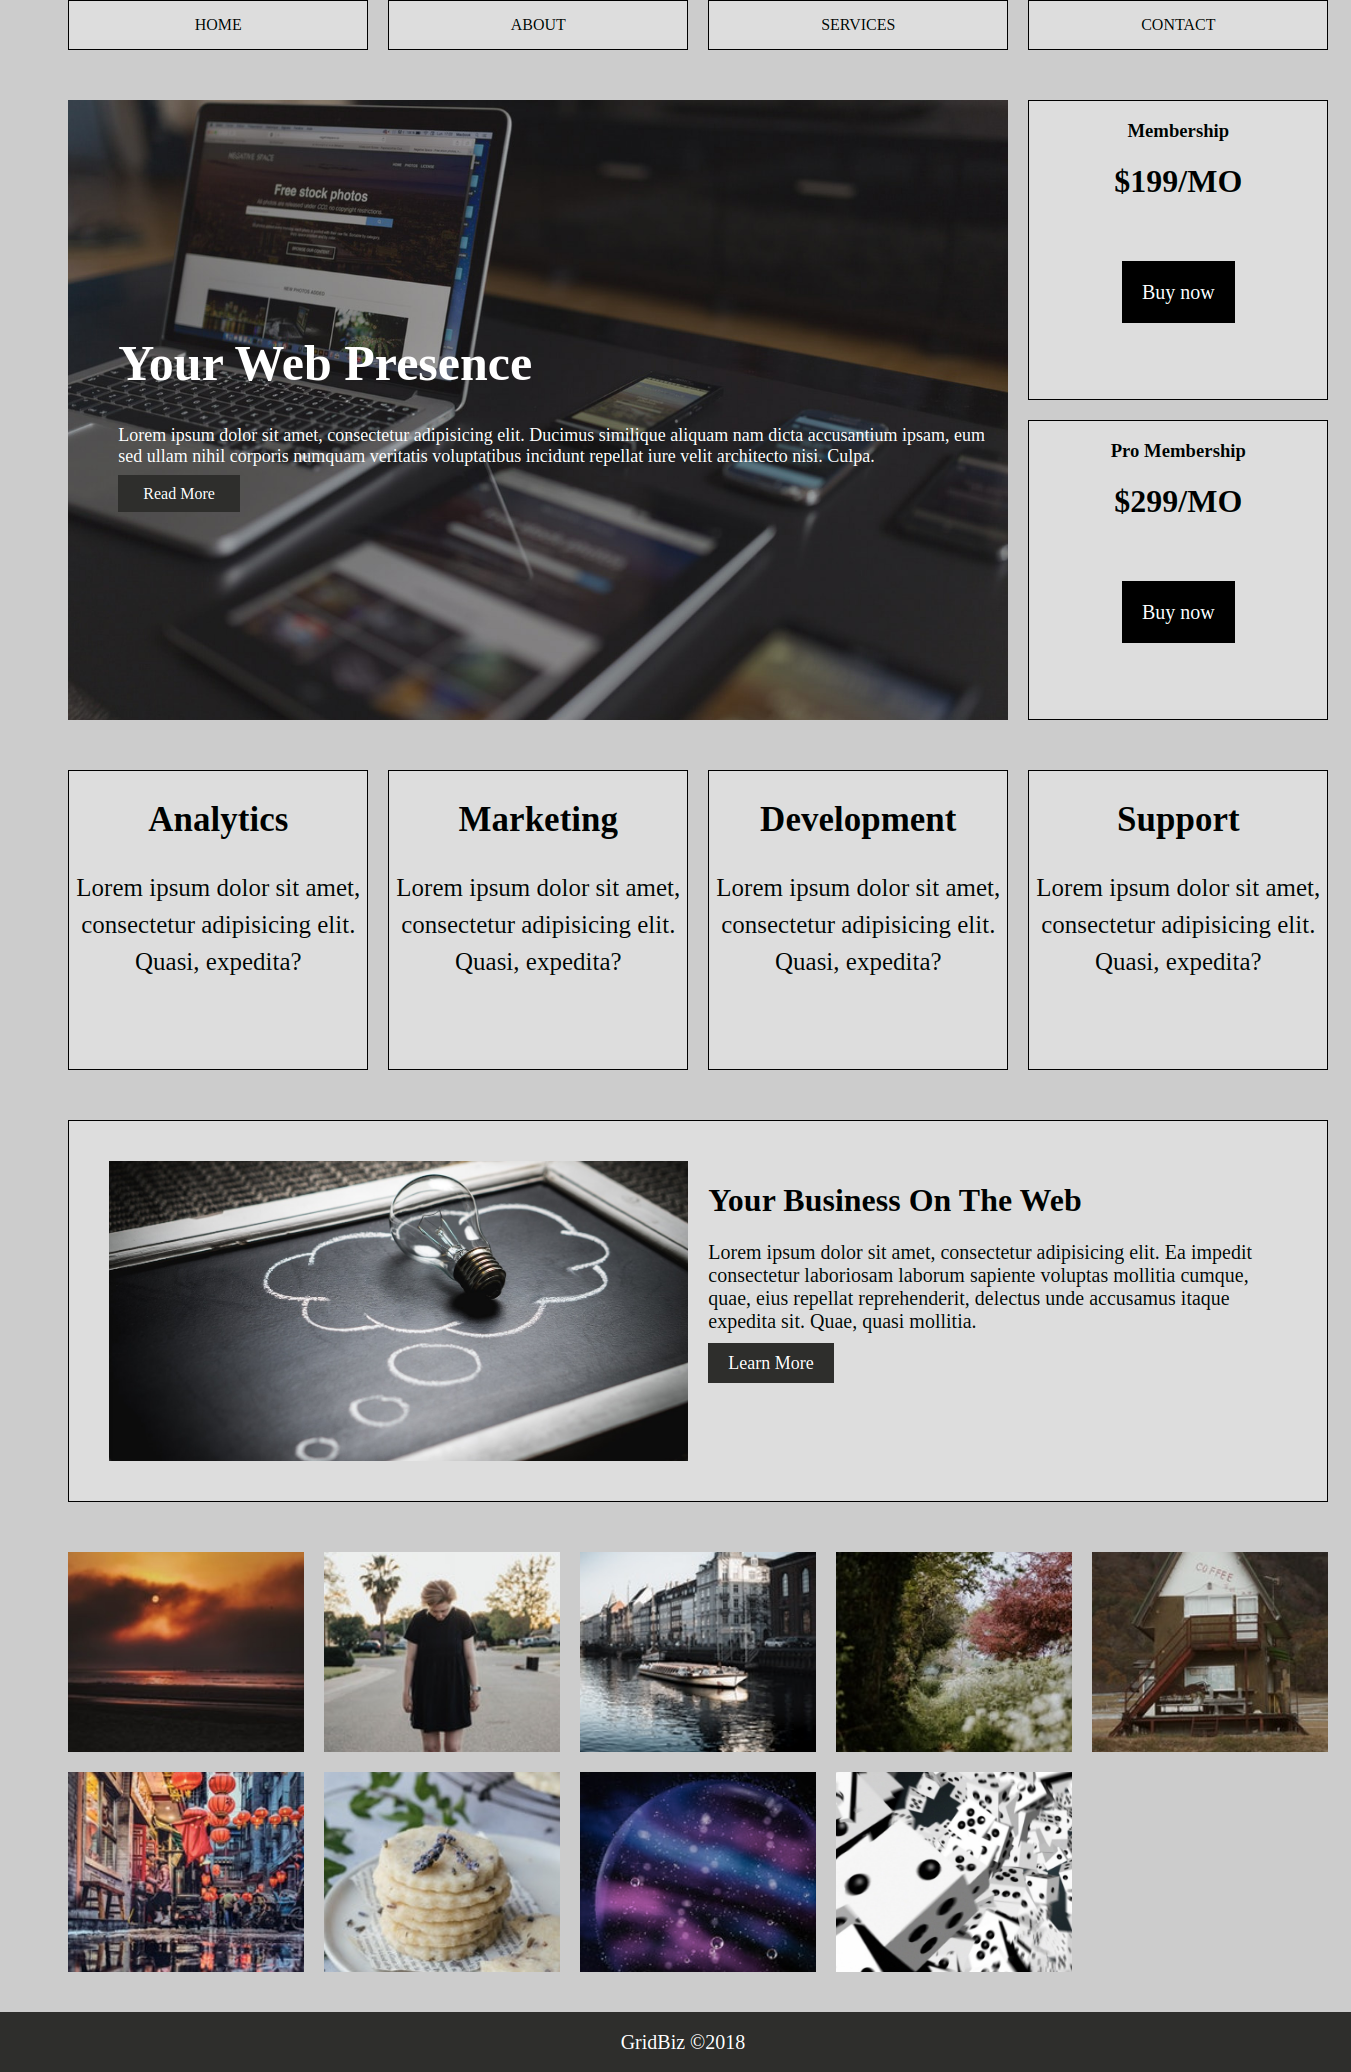 HOME
ABOUT
SERVICES
CONTACT
NEGATIVE SPACE
Free stock photos
Your Web Presence
Lorem ipsum dolor sit amet, consectetur adipisicing elit. Ducimus similique aliquam nam dicta accusantium ipsam, eum
sed ullam nihil corporis numquam veritatis voluptatibus incidunt repellat iure velit architecto nisi. Culpa.
Read More
Membership
$199/MO
Buy now
Pro Membership
$299/MO
Buy now
Analytics
Lorem ipsum dolor sit amet,
consectetur adipisicing elit.
Quasi, expedita?
Marketing
Lorem ipsum dolor sit amet,
consectetur adipisicing elit.
Quasi, expedita?
Development
Lorem ipsum dolor sit amet,
consectetur adipisicing elit.
Quasi, expedita?
Support
Lorem ipsum dolor sit amet,
consectetur adipisicing elit.
Quasi, expedita?
Your Business On The Web
Lorem ipsum dolor sit amet, consectetur adipisicing elit. Ea impedit
consectetur laboriosam laborum sapiente voluptas mollitia cumque,
quae, eius repellat reprehenderit, delectus unde accusamus itaque
expedita sit. Quae, quasi mollitia.
Learn More
COFFEE
GridBiz ©2018